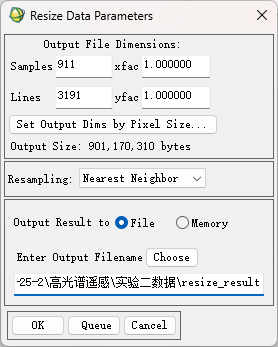 Resize Data Parameters
Output File Dimensions:
Samples 911 xfac 1.000000
Lines 3191 yfac 1.000000
Set Output Dims by Pixel Size...
Output Size: 901,170,310 bytes
Resampling: Nearest Neighbor
Output Result to File Memory
Enter Output Filename Choose
-25-2\高光谱遥感\实验二数据\resize_result
OK Queue Cancel